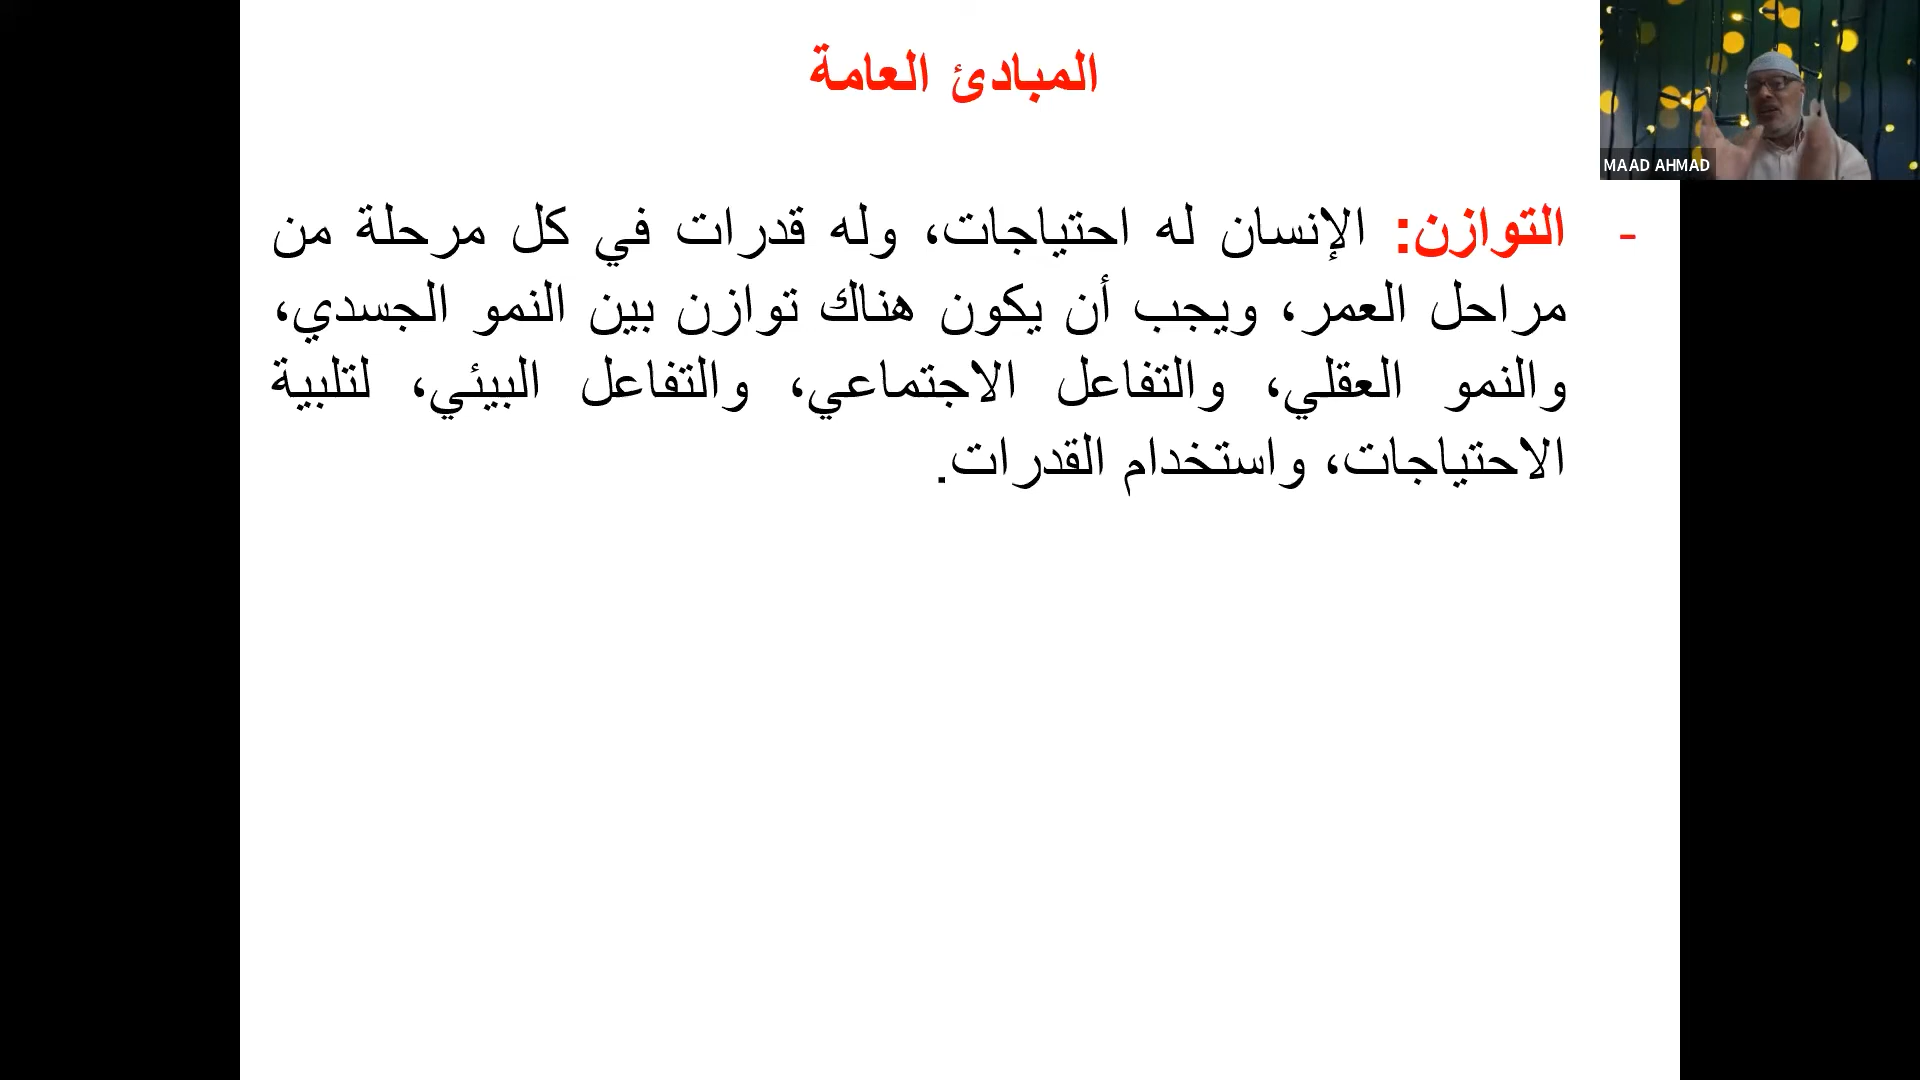 المبادئ العامة
MAAD AHMAD
- التوازن: الإنسان له احتياجات، وله قدرات في كل مرحلة من
مراحل العمر، ويجب أن يكون هناك توازن بين النمو الجسدي،
والنمو العقلي، والتفاعل الاجتماعي، والتفاعل البيئي، لتلبية
الاحتياجات، واستخدام القدرات.